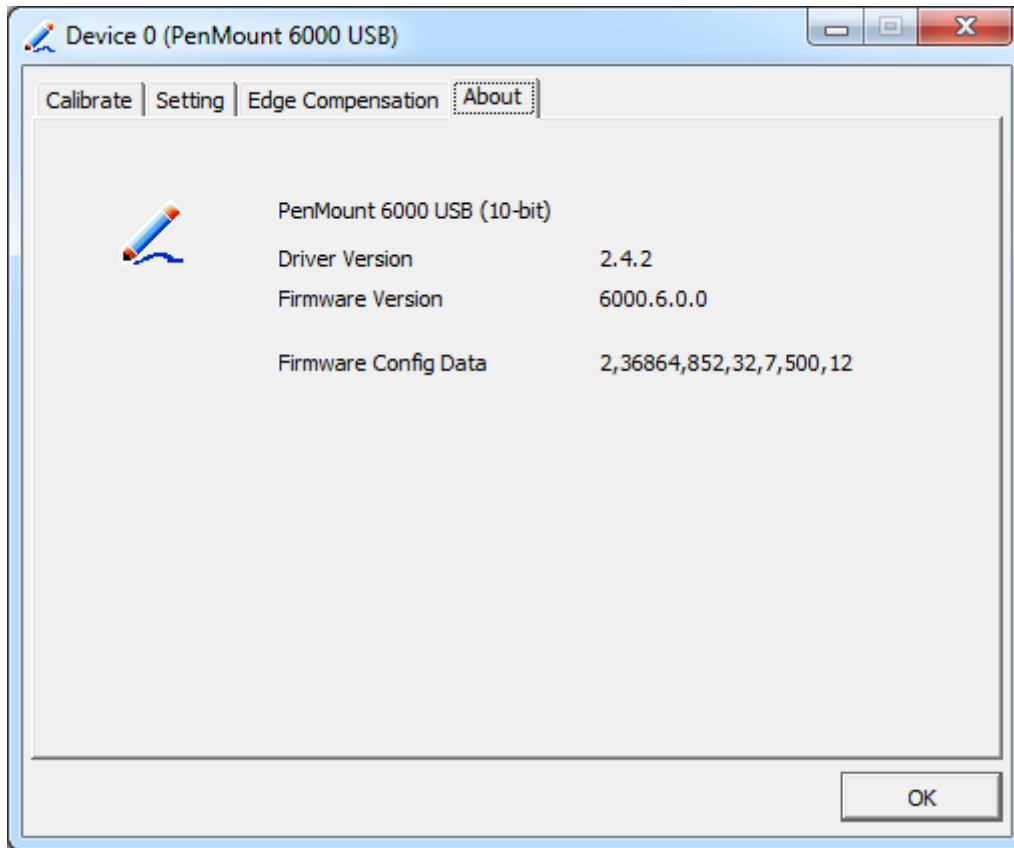 Device 0 (PenMount 6000 USB)
Calibrate Setting Edge Compensation About
PenMount 6000 USB (10-bit)
Driver Version 2.4.2
Firmware Version 6000.6.0.0
Firmware Config Data 2,36864,852,32,7,500,12
OK